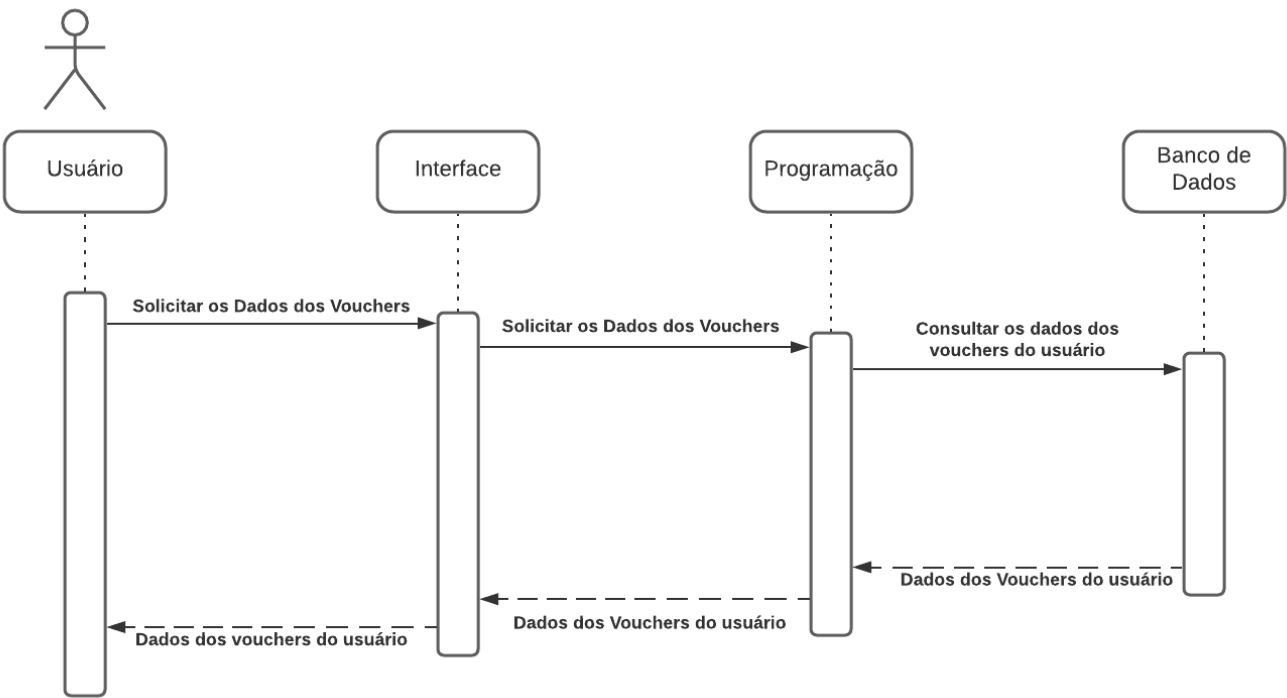 Usuário
Interface
Programação
Banco de
Dados
Solicitar os Dados dos Vouchers
Solicitar os Dados dos Vouchers
Consultar os dados dos
vouchers do usuário
Dados dos Vouchers do usuário
Dados dos Vouchers do usuário
Dados dos vouchers do usuário